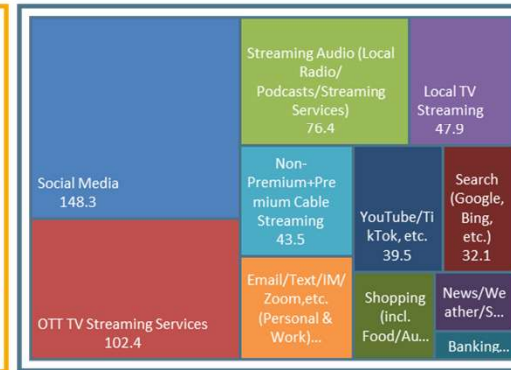 Social Media
148.3
OTT TV Streaming Services
102.4
Streaming Audio (Local
Radio/
Podcasts/Streaming
Services)
76.4
Local TV
Streaming
47.9
Non-
Premium+Pre
mium Cable
Streaming
43.5
YouTube/Ti
kTok, etc.
39.5
Search
(Google,
Bing,
etc.)
32.1
Email/Text/IM/
Zoom,etc.
(Personal &
Work)...
Shopping
(incl.
Food/Au...
News/We
ather/S...
Banking...